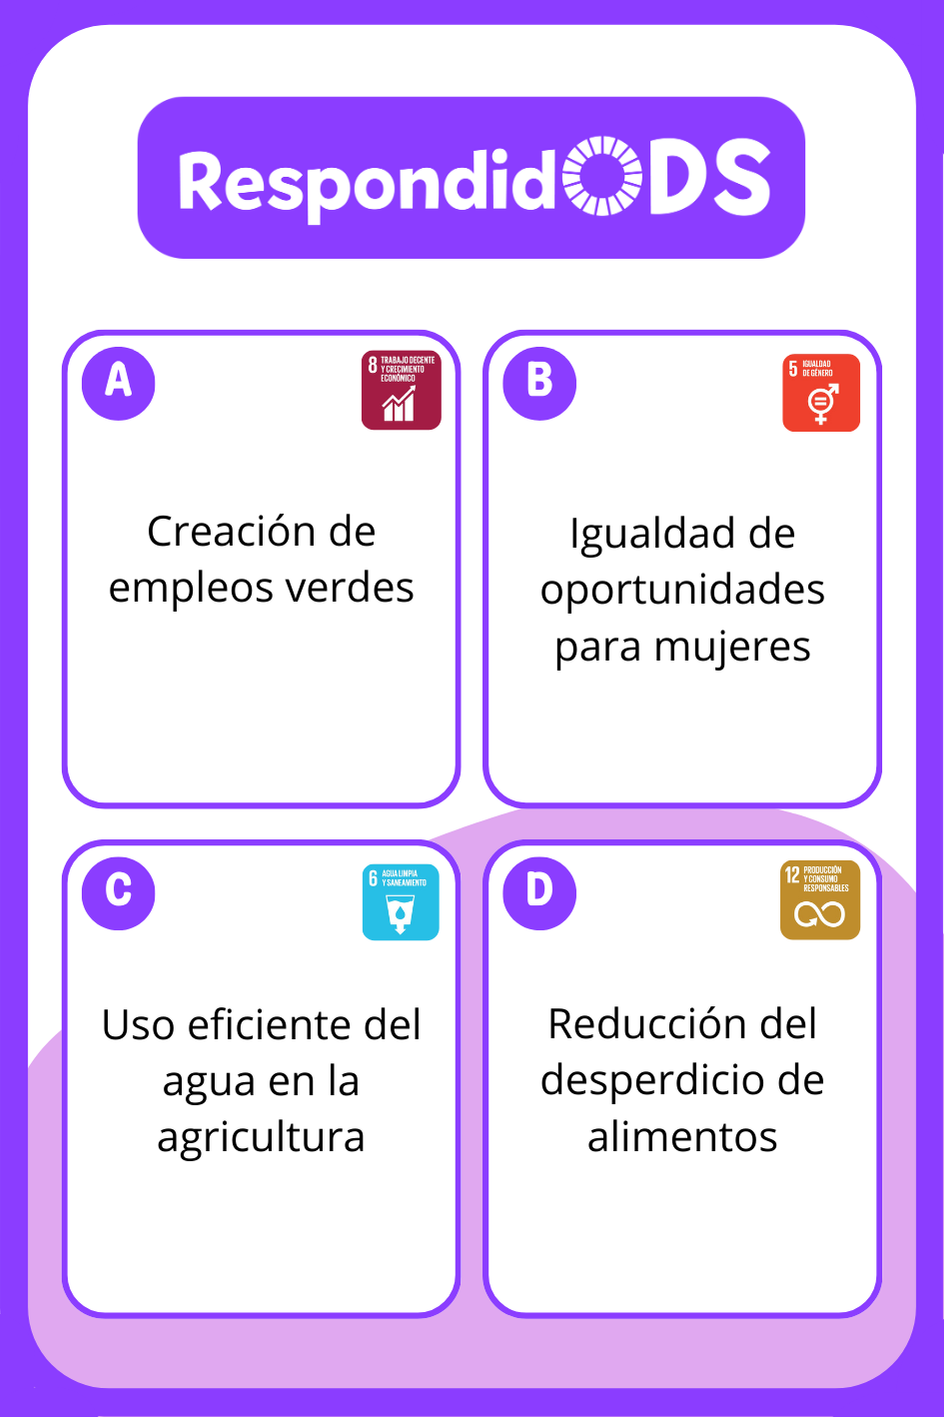 RespondidODS
A
8 TRABAJO DECENTE
Y CRECIMIENTO
ECONÓMICO
Creación de
empleos verdes
B
5 IGUALDAD
DE GÉNERO
Igualdad de
oportunidades
para mujeres
C
6 AGUA LIMPIA
Y SANEAMIENTO
Uso eficiente del
agua en la
agricultura
D
12 PRODUCCIÓN
Y CONSUMO
RESPONSABLES
Reducción del
desperdicio de
alimentos